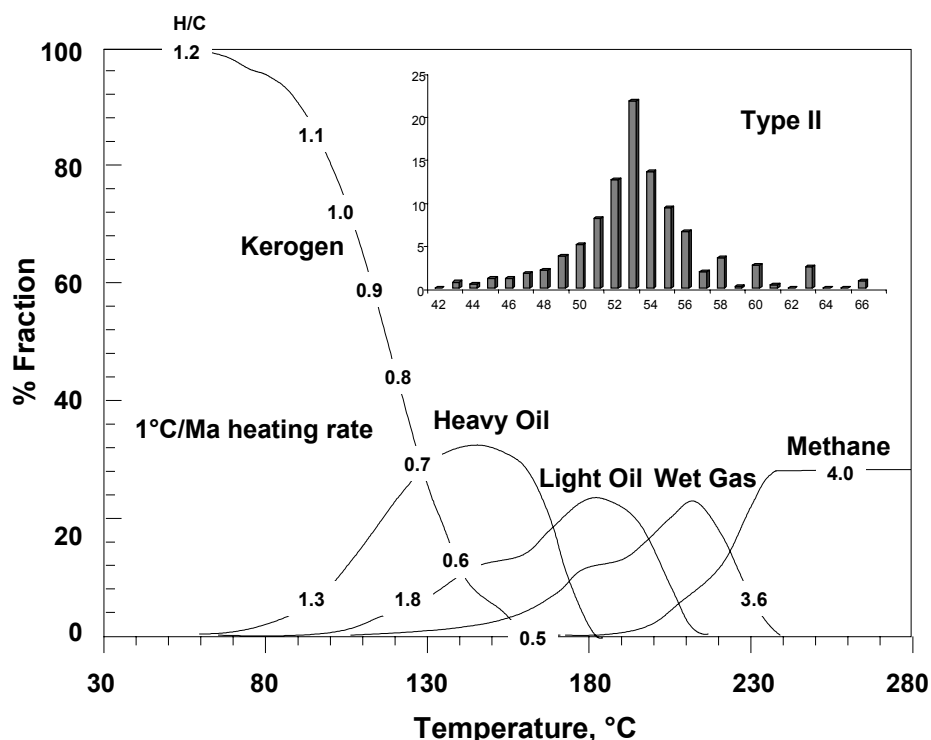 H/C
100
1.2
25
20
15
10
5
0
Type II
42 44 46 48 50 52 54 56 58 60 62 64 66
1.1
80
1.0
Kerogen
60
0.9
% Fraction
0.8
40
1°C/Ma heating rate
Heavy Oil
Methane
0.7
4.0
Light Oil Wet Gas
20
0.6
1.3
1.8
3.6
0
0.5
30 80 130 180 230 280
Temperature, °C